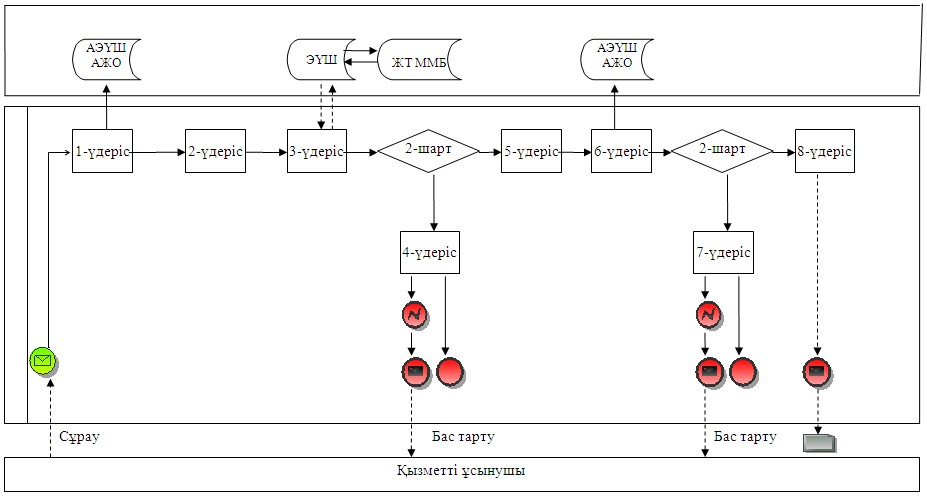 АЭҮШ
АЖО
ЭҮШ
ЖТ ММБ
АЭҮШ
АЖО
1-үдеріс
2-үдеріс
3-үдеріс
2-шарт
5-үдеріс
6-үдеріс
2-шарт
8-үдеріс
4-үдеріс
7-үдеріс
Сұрау
Бас тарту
Бас тарту
Қызметті ұсынушы